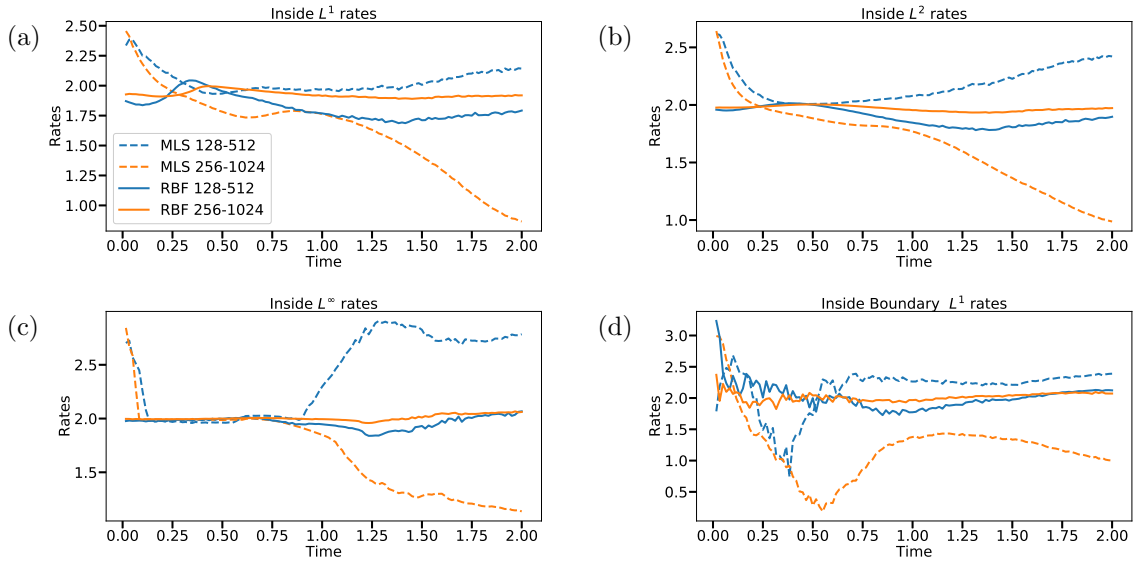 (a)
Inside L¹ rates
Rates
2.50
2.25
2.00
1.75
1.50
1.25
1.00
MLS 128-512
MLS 256-1024
RBF 128-512
RBF 256-1024
0.00 0.25 0.50 0.75 1.00 1.25 1.50 1.75 2.00
Time
(b)
Inside L² rates
Rates
2.5
2.0
1.5
1.0
0.00 0.25 0.50 0.75 1.00 1.25 1.50 1.75 2.00
Time
(c)
Inside L∞ rates
Rates
2.5
2.0
1.5
0.00 0.25 0.50 0.75 1.00 1.25 1.50 1.75 2.00
Time
(d)
Inside Boundary L¹ rates
Rates
3.0
2.5
2.0
1.5
1.0
0.5
0.00 0.25 0.50 0.75 1.00 1.25 1.50 1.75 2.00
Time